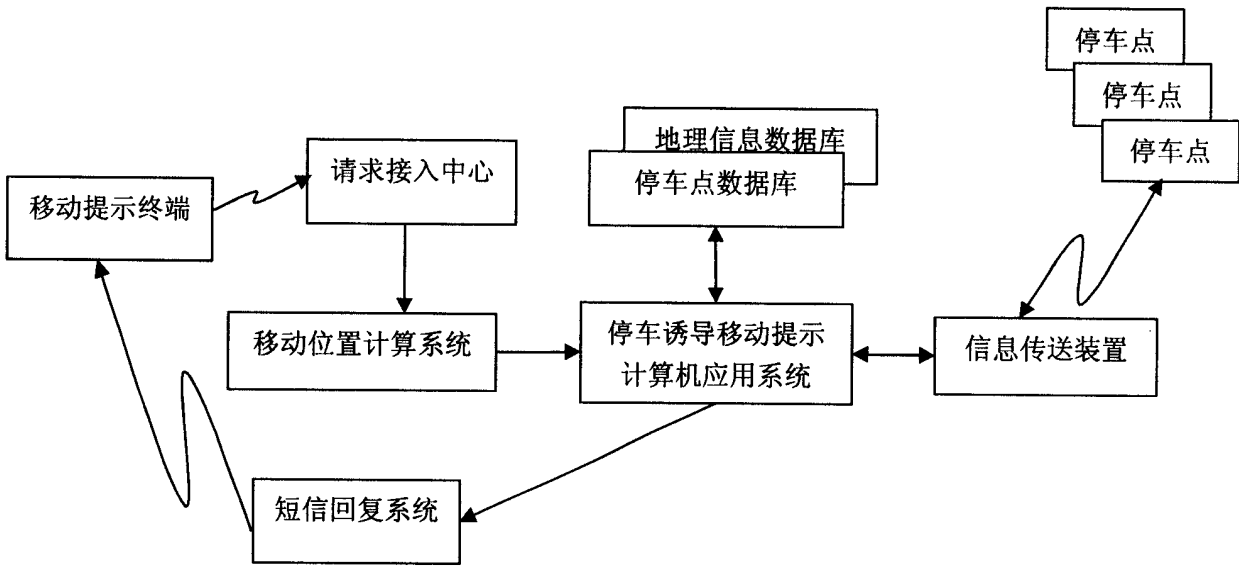 停车点
停车点
停车点
地理信息数据库
停车点数据库
请求接入中心
移动提示终端
移动位置计算系统
停车诱导移动提示
计算机应用系统
信息传送装置
短信回复系统